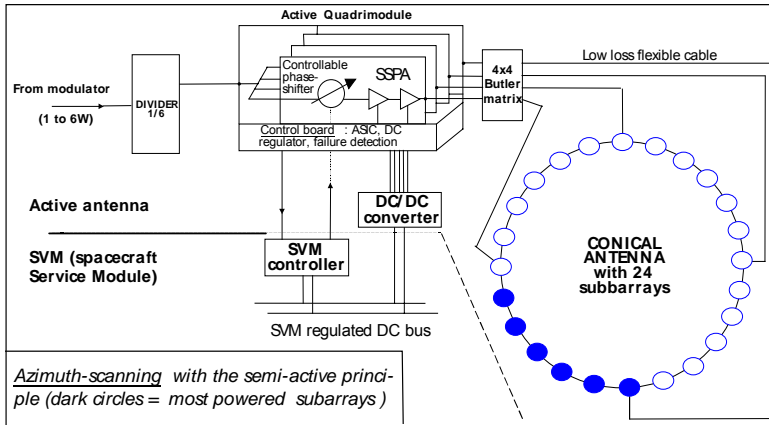 Active Quadrimodule
Controllable
phase-
shifter
SSPA
4x4
Butler
matrix
Low loss flexible cable
From modulator
(1 to 6W)
DIVIDER
1/6
Control board : ASIC, DC
regulator, failure detection
DC/DC
converter
Active antenna
SVM (spacecraft
Service Module)
SVM
controller
CONICAL
ANTENNA
with 24
subbarrays
SVM regulated DC bus
Azimuth-scanning with the semi-active princi-
ple (dark circles = most powered subarrays )